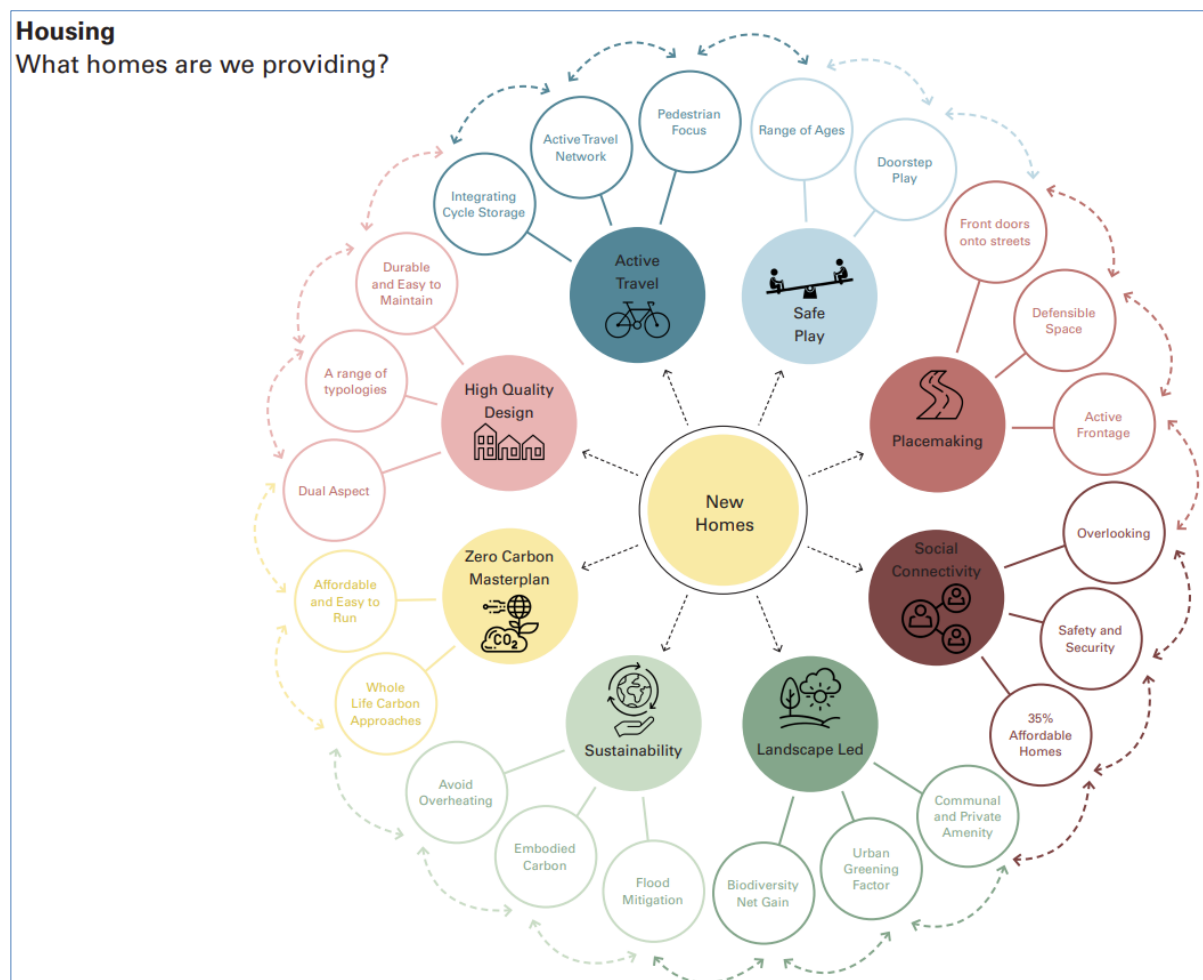 Housing
What homes are we providing?
Pedestrian
Focus
Range of Ages
Active Travel
Network
Doorstep
Play
Integrating
Cycle Storage
Front doors
onto streets
Active
Travel
Safe
Play
Durable
and Easy to
Maintain
Defensible
Space
A range of
typologies
High Quality
Design
Placemaking
Active
Frontage
Dual Aspect
New
Homes
Overlooking
Zero Carbon
Masterplan
CO2
Social
Connectivity
Affordable
and Easy to
Run
Safety and
Security
Whole
Life Carbon
Approaches
35%
Affordable
Homes
Sustainability
Landscape Led
Avoid
Overheating
Communal
and Private
Amenity
Embodied
Carbon
Urban
Greening
Factor
Flood
Mitigation
Biodiversity
Net Gain